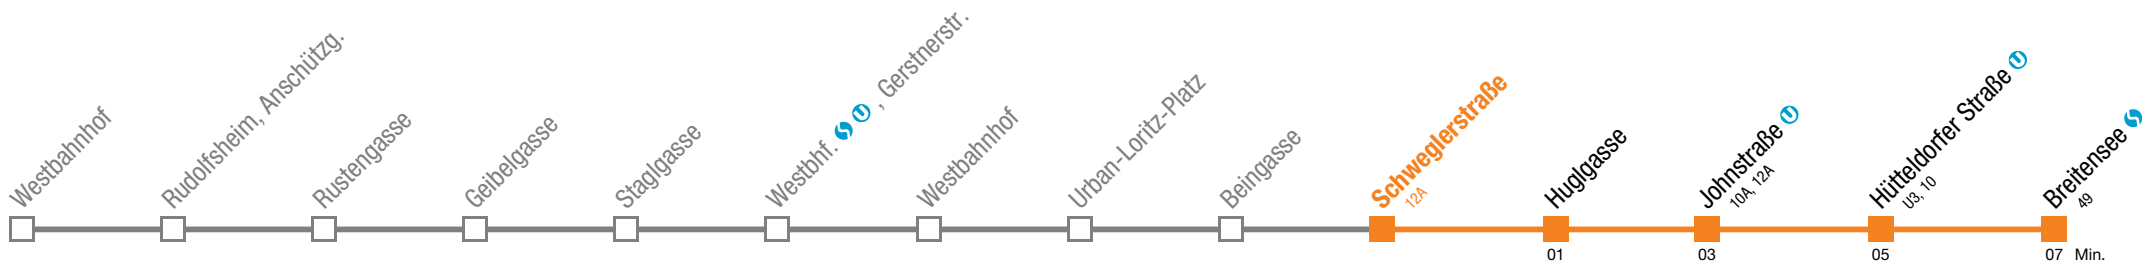 Westbahnhof
Rudolfsheim, Anschützg.
Rustengasse
Geibelgasse
Staglgasse
Westbhf. S U , Gerstnerstr.
Westbahnhof
Urban-Loritz-Platz
Beingasse
Schweglerstraße
12A
Huglgasse
Johnstraße U
10A, 12A
Hütteldorfer Straße U
U3, 10
Breitensee S
49
01 03 05 07 Min.